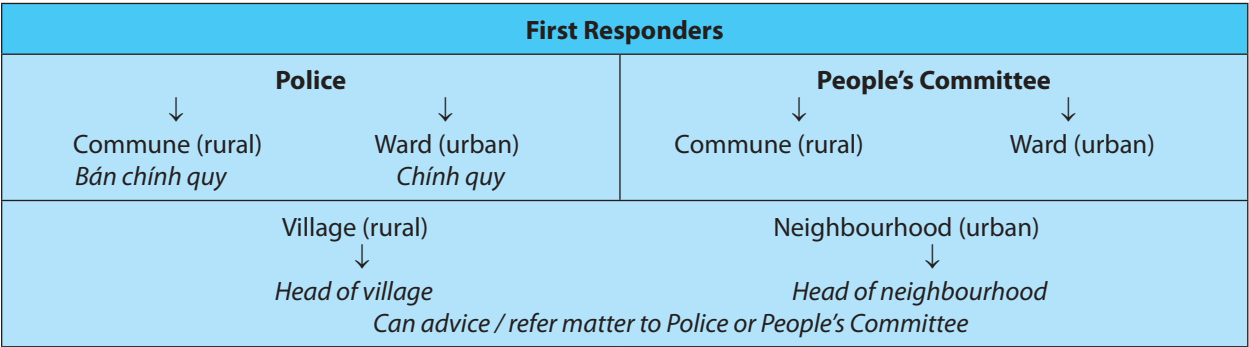 First Responders
Police
People's Committee
↓ ↓ ↓ ↓
Commune (rural) Ward (urban) Commune (rural) Ward (urban)
Bán chính quy Chính quy
Village (rural) Neighbourhood (urban)
↓ ↓
Head of village Head of neighbourhood
Can advice / refer matter to Police or People's Committee